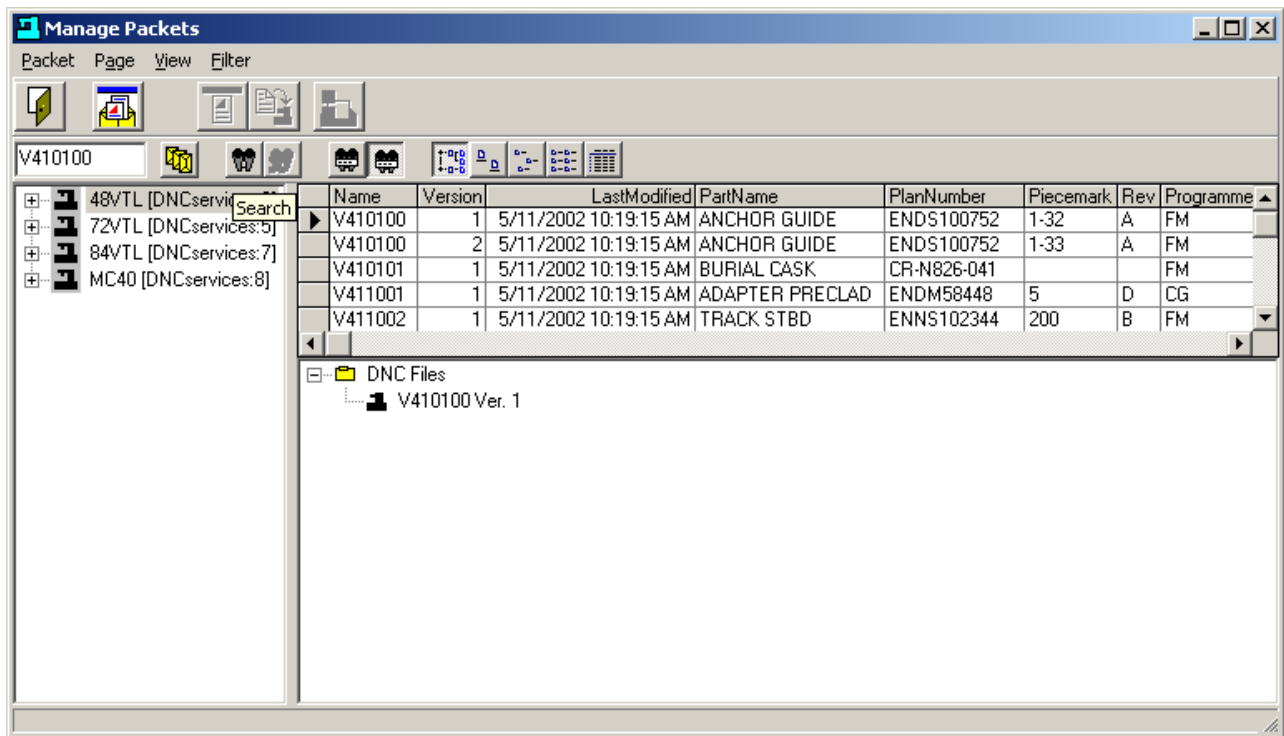 Manage Packets
Packet Page View Filter
V410100
48VTL [DNCservic
Search
72VTL [DNCservices:5]
84VTL [DNCservices:7]
MC40 [DNCservices:8]
Name Version LastModified PartName PlanNumber Piecemark Rev Programme
V410100 1 5/11/2002 10:19:15 AM ANCHOR GUIDE ENDS100752 1-32 A FM
V410100 2 5/11/2002 10:19:15 AM ANCHOR GUIDE ENDS100752 1-33 A FM
V410101 1 5/11/2002 10:19:15 AM BURIAL CASK CR-N826-041 FM
V411001 1 5/11/2002 10:19:15 AM ADAPTER PRECLAD ENDM58448 5 D CG
V411002 1 5/11/2002 10:19:15 AM TRACK STBD ENNS102344 200 B FM
DNC Files
V410100 Ver. 1